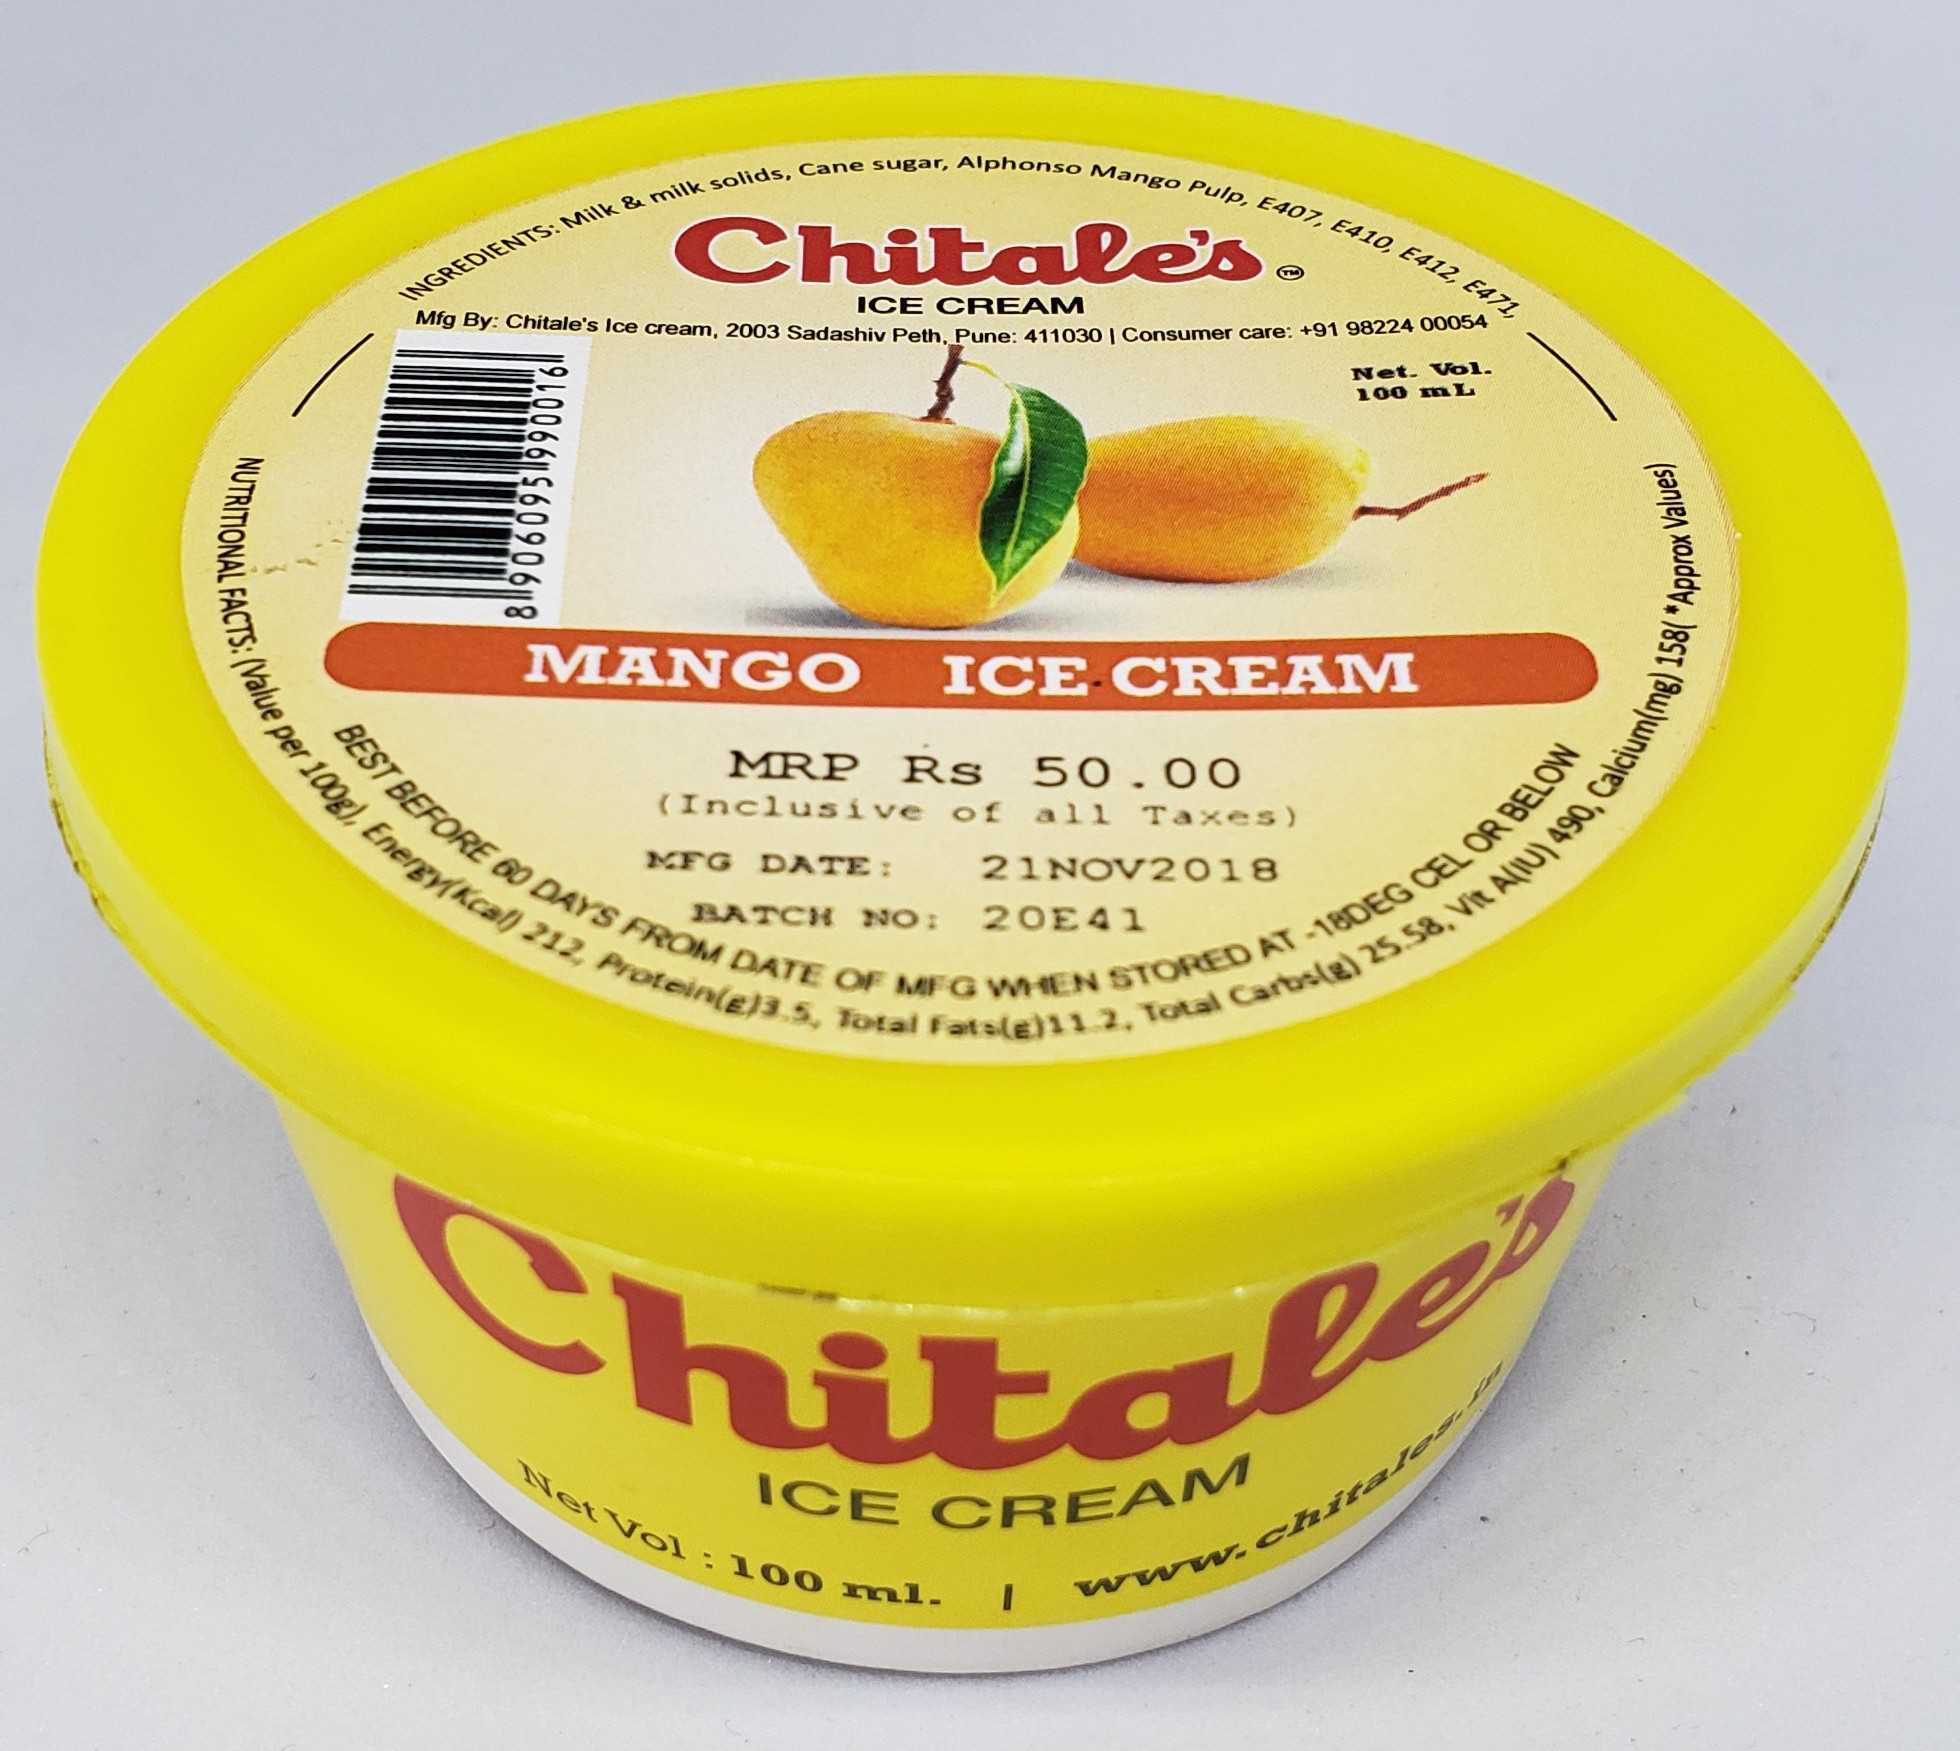 INGREDIENTS: Milk & milk solids, Cane sugar, Alphonso Mango Pulp, E407, E410, E412, E471,
Chitale's TM
ICE CREAM
Mfg By: Chitale's Ice cream, 2003 Sadashiv Peth, Pune: 411030 | Consumer care: +91 98224 00054
Net. Vol.
100 mL
8 906095 990016
MANGO ICE CREAM
MRP Rs 50.00
(Inclusive of all Taxes)
MFG DATE: 21NOV2018
BATCH NO: 20E41
BEST BEFORE 60 DAYS FROM DATE OF MFG WHEN STORED AT -18DEG CEL OR BELOW
NUTRITIONAL FACTS: (Value per 100g), Energy(Kcal) 212, Protein(g)3.5, Total Fats(g)11.2, Total Carbs(g) 25.58, Vit A(IU) 490, Calcium(mg) 158( *Approx Values)
Chitale's
ICE CREAM
Net Vol : 100 ml. | www.chitales.in